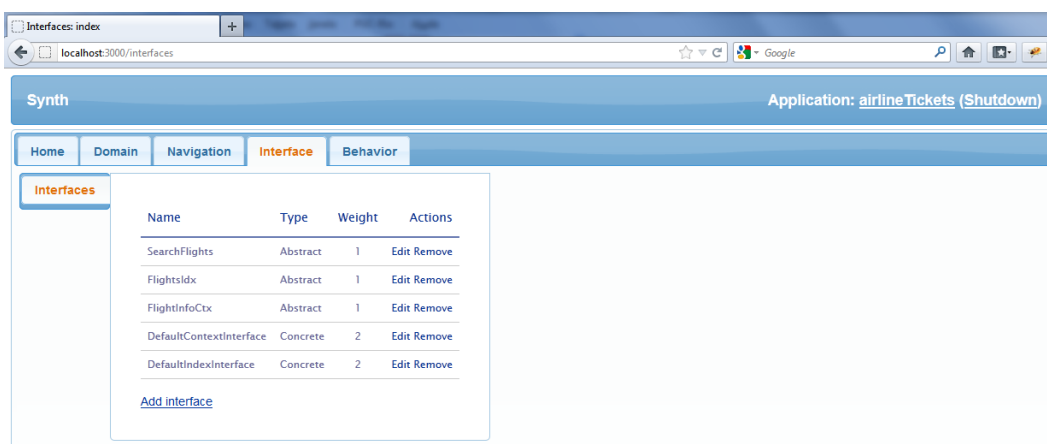 Interfaces: index
+
localhost:3000/interfaces
Google
Synth
Application: airlineTickets (Shutdown)
Home Domain Navigation Interface Behavior
Interfaces
Name Type Weight Actions
SearchFlights Abstract 1 Edit Remove
FlightsIdx Abstract 1 Edit Remove
FlightInfoCtx Abstract 1 Edit Remove
DefaultContextInterface Concrete 2 Edit Remove
DefaultIndexInterface Concrete 2 Edit Remove
Add interface